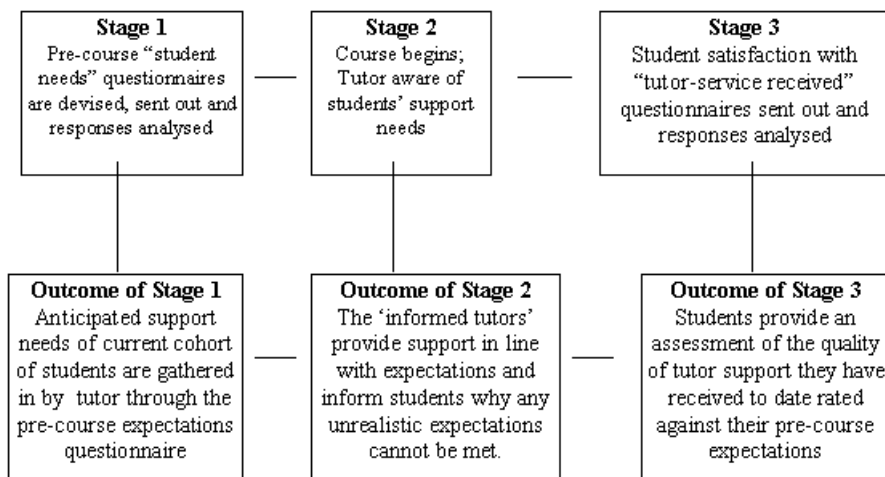 Stage 1
Pre-course “student
needs” questionnaires
are devised, sent out and
responses analysed
Stage 2
Course begins;
Tutor aware of
students’ support
needs
Stage 3
Student satisfaction with
“tutor-service received”
questionnaires sent out and
responses analysed
Outcome of Stage 1
Anticipated support
needs of current cohort
of students are gathered
in by tutor through the
pre-course expectations
questionnaire
Outcome of Stage 2
The ‘informed tutors’
provide support in line
with expectations and
inform students why any
unrealistic expectations
cannot be met.
Outcome of Stage 3
Students provide an
assessment of the quality
of tutor support they have
received to date rated
against their pre-course
expectations